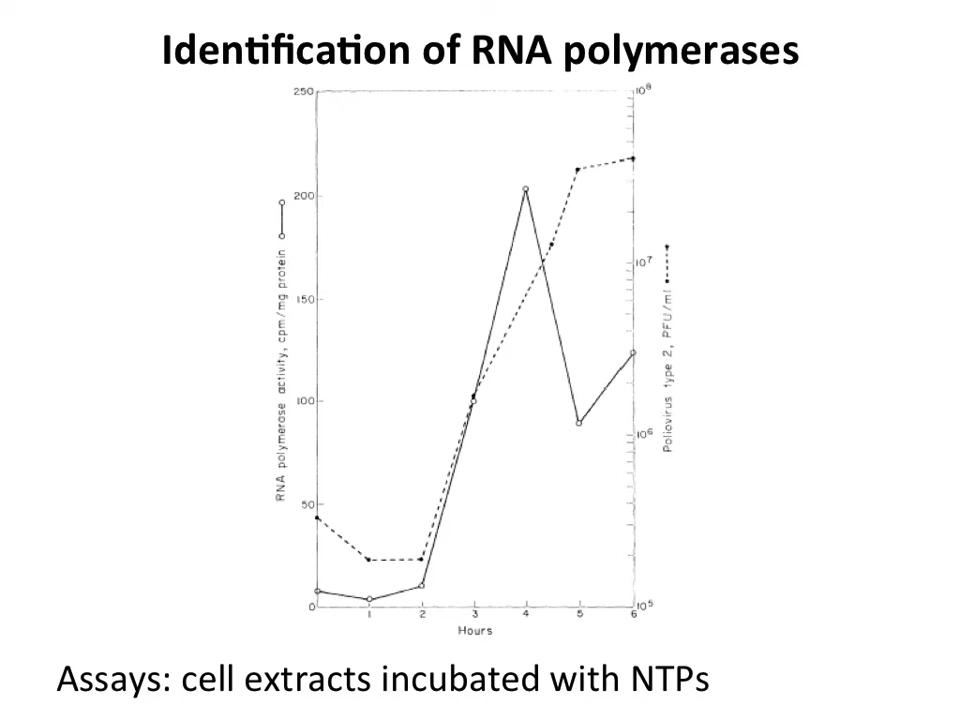 Identification of RNA polymerases
250
200
150
100
50
0
RNA polymerase activity, cpm/mg protein
10⁸
10⁷
10⁶
10⁵
Poliovirus type 2, PFU/ml
1 2 3 4 5 6
Hours
Assays: cell extracts incubated with NTPs